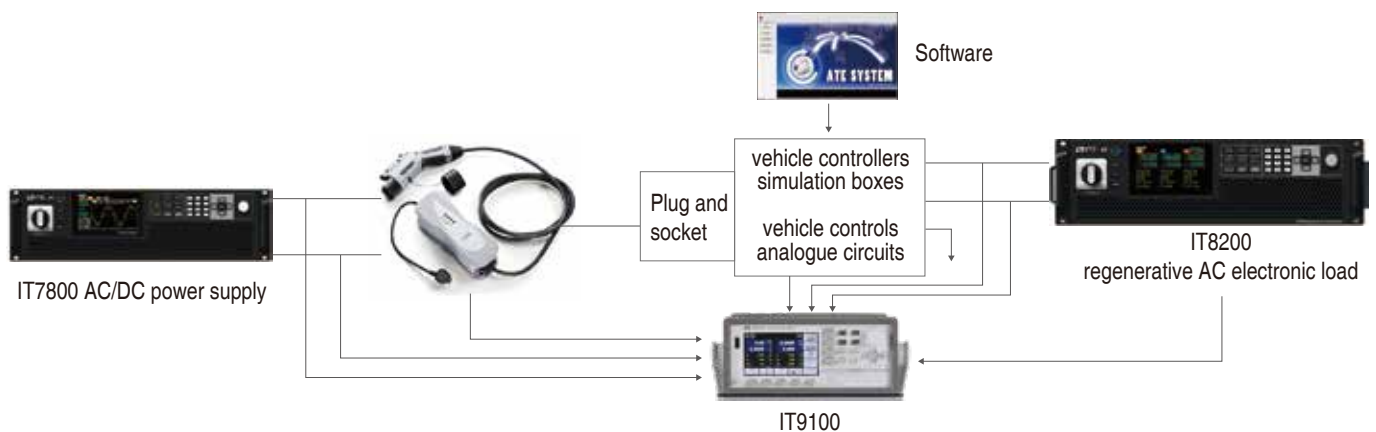 Software
ATE SYSTEM
vehicle controllers
simulation boxes
Plug and
socket
vehicle controls
analogue circuits
IT7800 AC/DC power supply
IT8200
regenerative AC electronic load
IT9100